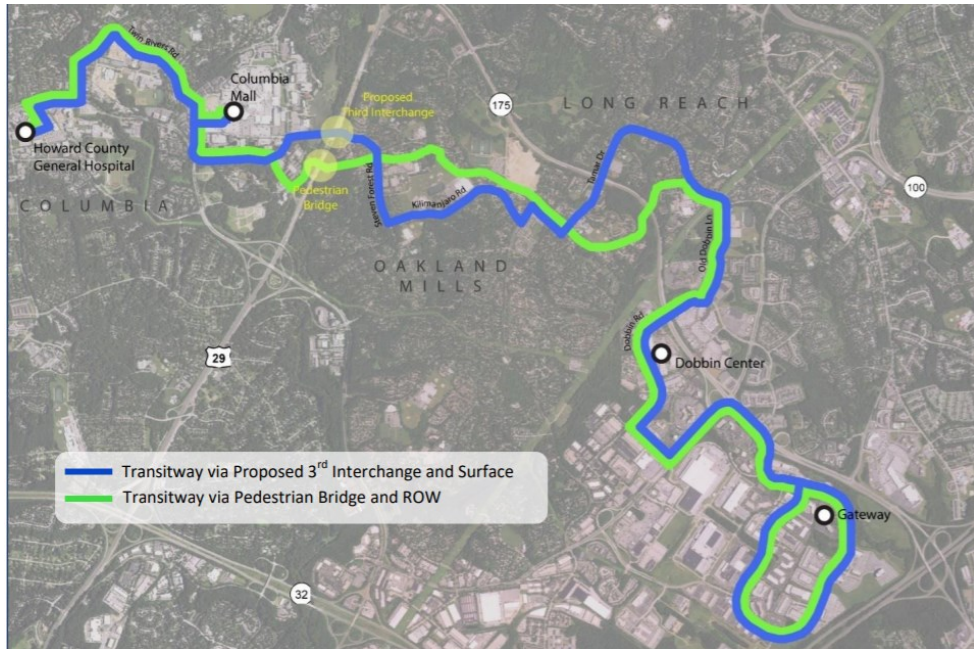 Twin Rivers Rd
Columbia
Mall
Proposed
Third Interchange
175
LONG REACH
Howard County
General Hospital
COLUMBIA
Pedestrian
Bridge
Steven Forest Rd
Kilimanjaro Rd
Tamar Dr
100
OAKLAND
MILLS
Old Dobbin Ln
Dobbin Rd
29
Dobbin Center
Transitway via Proposed 3rd Interchange and Surface
Transitway via Pedestrian Bridge and ROW
Gateway
32